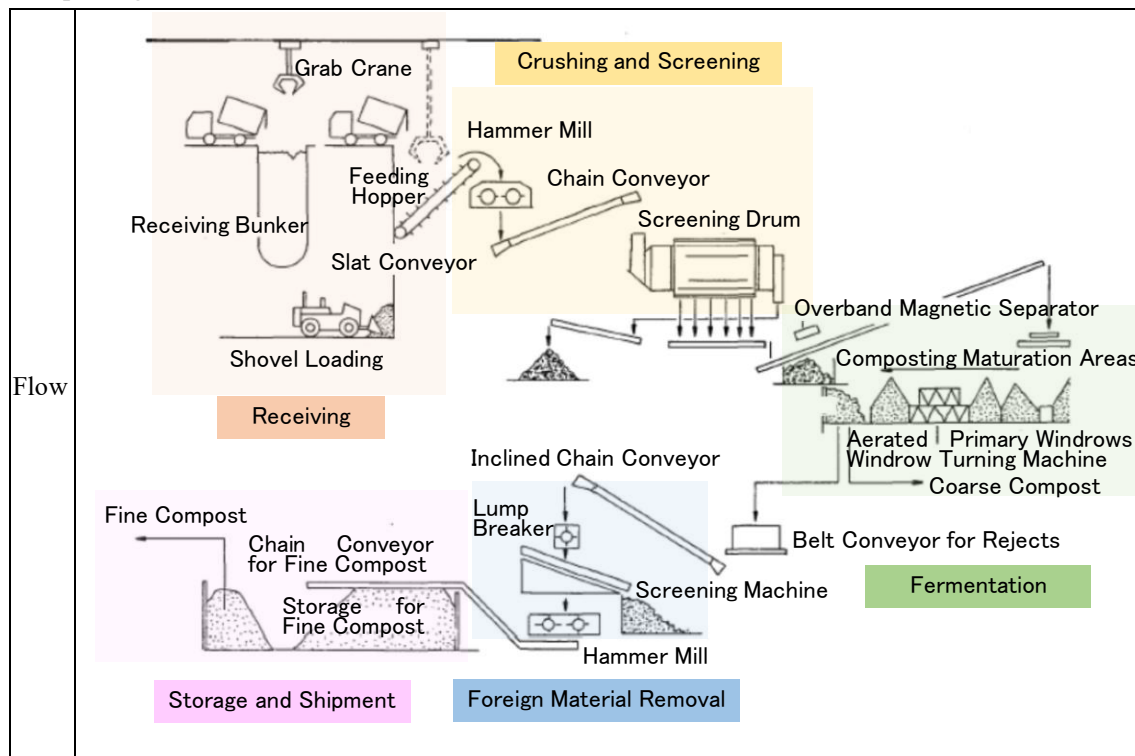 Flow
Grab Crane
Crushing and Screening
Hammer Mill
Feeding
Hopper
Chain Conveyor
Receiving Bunker
Screening Drum
Slat Conveyor
Overband Magnetic Separator
Shovel Loading
Composting Maturation Areas
Receiving
Aerated Primary Windrows
Windrow Turning Machine
Coarse Compost
Inclined Chain Conveyor
Lump
Breaker
Fine Compost
Belt Conveyor for Rejects
Chain Conveyor
for Fine Compost
Fermentation
Screening Machine
Storage for
Fine Compost
Hammer Mill
Storage and Shipment
Foreign Material Removal